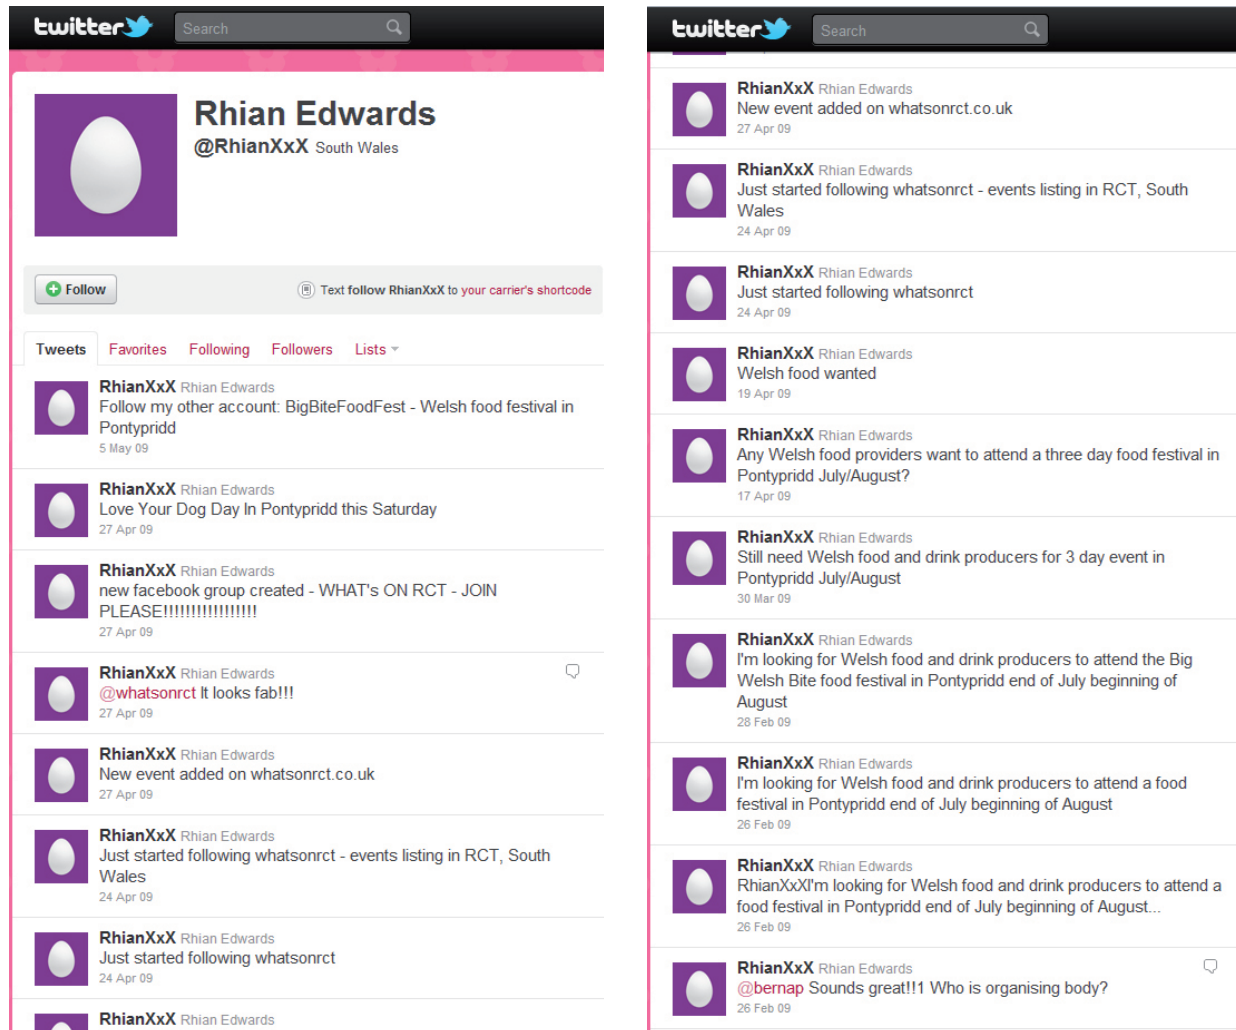 twitter
Search
Rhian Edwards
@RhianXxX South Wales
Follow
Text follow RhianXxX to your carrier's shortcode
Tweets Favorites Following Followers Lists
RhianXxX Rhian Edwards
Follow my other account: BigBiteFoodFest - Welsh food festival in
Pontypridd
5 May 09
RhianXxX Rhian Edwards
Love Your Dog Day In Pontypridd this Saturday
27 Apr 09
RhianXxX Rhian Edwards
new facebook group created - WHAT's ON RCT - JOIN
PLEASE!!!!!!!!!!!!!!!!!
27 Apr 09
RhianXxX Rhian Edwards
@whatsonrct It looks fab!!!
27 Apr 09
RhianXxX Rhian Edwards
New event added on whatsonrct.co.uk
27 Apr 09
RhianXxX Rhian Edwards
Just started following whatsonrct - events listing in RCT, South
Wales
24 Apr 09
RhianXxX Rhian Edwards
Just started following whatsonrct
24 Apr 09
RhianXxX Rhian Edwards
twitter
Search
RhianXxX Rhian Edwards
New event added on whatsonrct.co.uk
27 Apr 09
RhianXxX Rhian Edwards
Just started following whatsonrct - events listing in RCT, South
Wales
24 Apr 09
RhianXxX Rhian Edwards
Just started following whatsonrct
24 Apr 09
RhianXxX Rhian Edwards
Welsh food wanted
19 Apr 09
RhianXxX Rhian Edwards
Any Welsh food providers want to attend a three day food festival in
Pontypridd July/August?
17 Apr 09
RhianXxX Rhian Edwards
Still need Welsh food and drink producers for 3 day event in
Pontypridd July/August
30 Mar 09
RhianXxX Rhian Edwards
I'm looking for Welsh food and drink producers to attend the Big
Welsh Bite food festival in Pontypridd end of July beginning of
August
28 Feb 09
RhianXxX Rhian Edwards
I'm looking for Welsh food and drink producers to attend a food
festival in Pontypridd end of July beginning of August
26 Feb 09
RhianXxX Rhian Edwards
RhianXxXI'm looking for Welsh food and drink producers to attend a
food festival in Pontypridd end of July beginning of August...
26 Feb 09
RhianXxX Rhian Edwards
@bernap Sounds great!!1 Who is organising body?
26 Feb 09